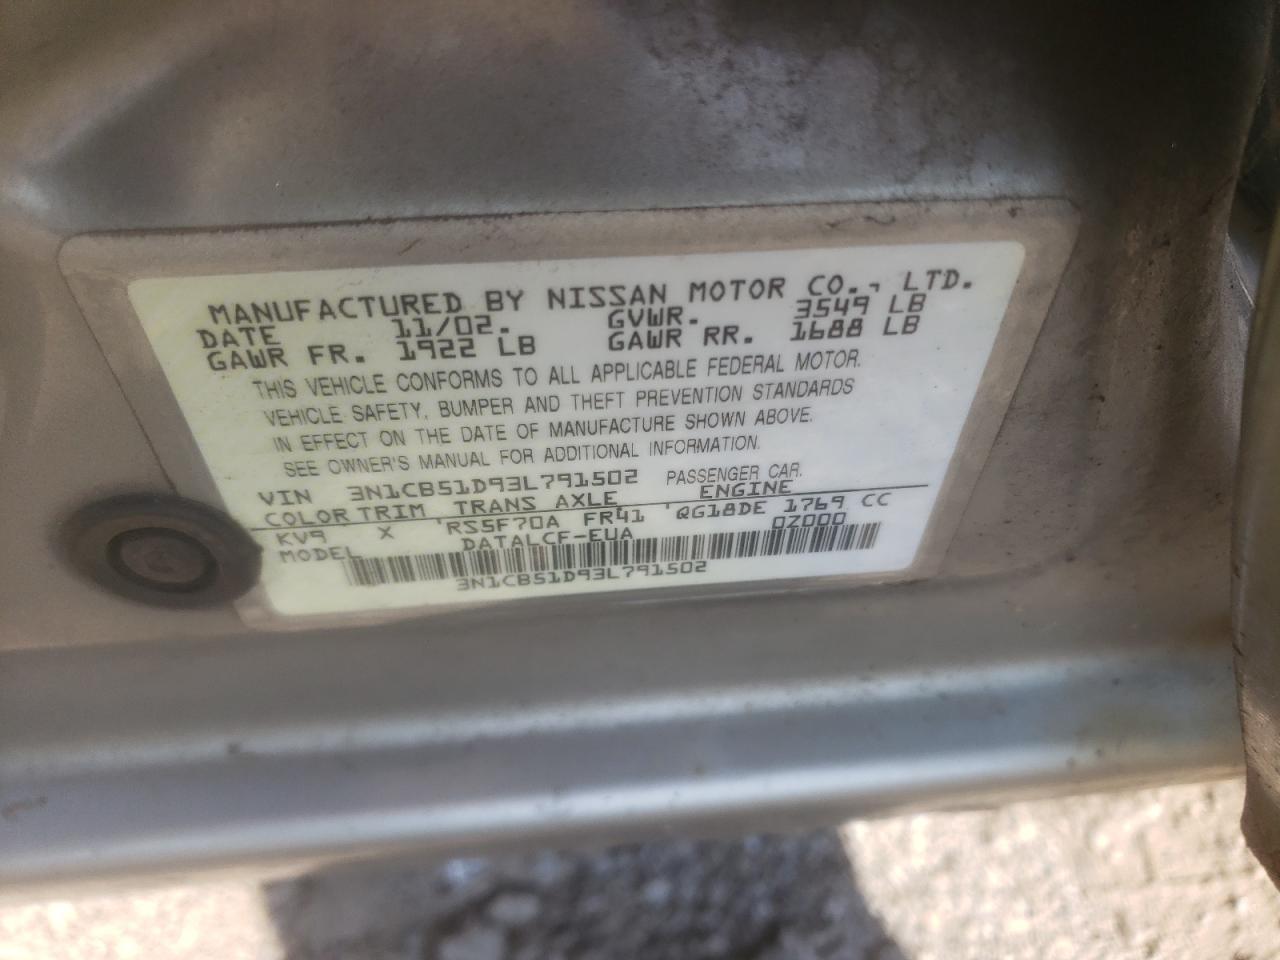 MANUFACTURED BY NISSAN MOTOR CO., LTD.
DATE 11/02. GVWR. 3549 LB
GAWR FR. 1922 LB GAWR RR. 1688 LB
THIS VEHICLE CONFORMS TO ALL APPLICABLE FEDERAL MOTOR.
VEHICLE SAFETY, BUMPER AND THEFT PREVENTION STANDARDS
IN EFFECT ON THE DATE OF MANUFACTURE SHOWN ABOVE.
SEE OWNER'S MANUAL FOR ADDITIONAL INFORMATION.
VIN 3N1CB51D93L791502 PASSENGER CAR.
COLOR TRIM TRANS AXLE ENGINE
KV9 X RS5F70A FR41 QG18DE 1769 CC
MODEL DATALCF-EUA 0Z000
3N1CB51D93L791502